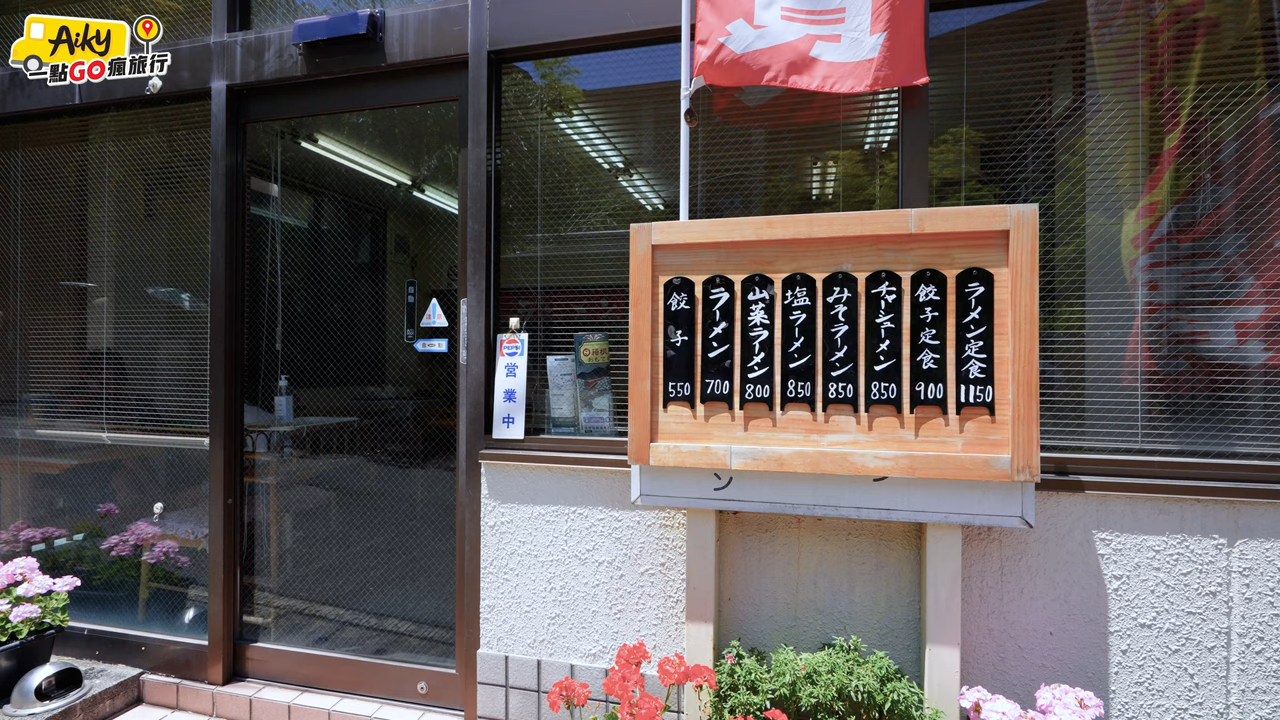 Aiky
一點GO瘋旅行
自動
PEPSI
営業中
餃子
550
ラーメン
700
山菜ラーメン
800
塩ラーメン
850
みそラーメン
850
チャーシューメン
850
餃子定食
900
ラーメン定食
1150
ン